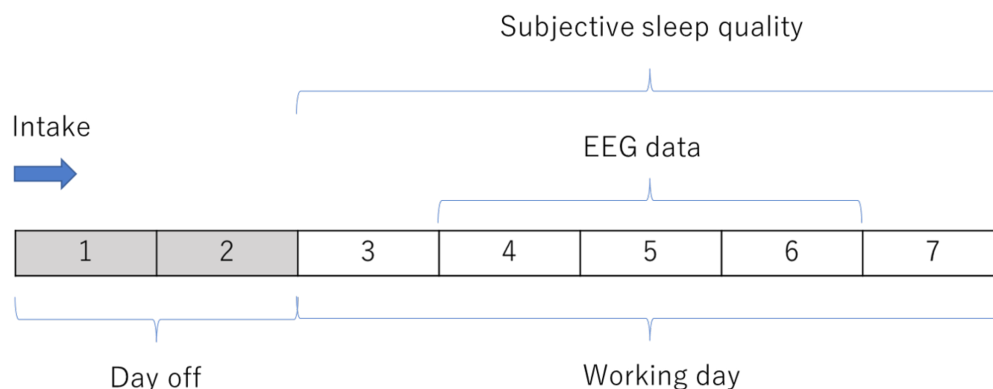 Subjective sleep quality
Intake
EEG data
1 2 3 4 5 6 7
Day off
Working day